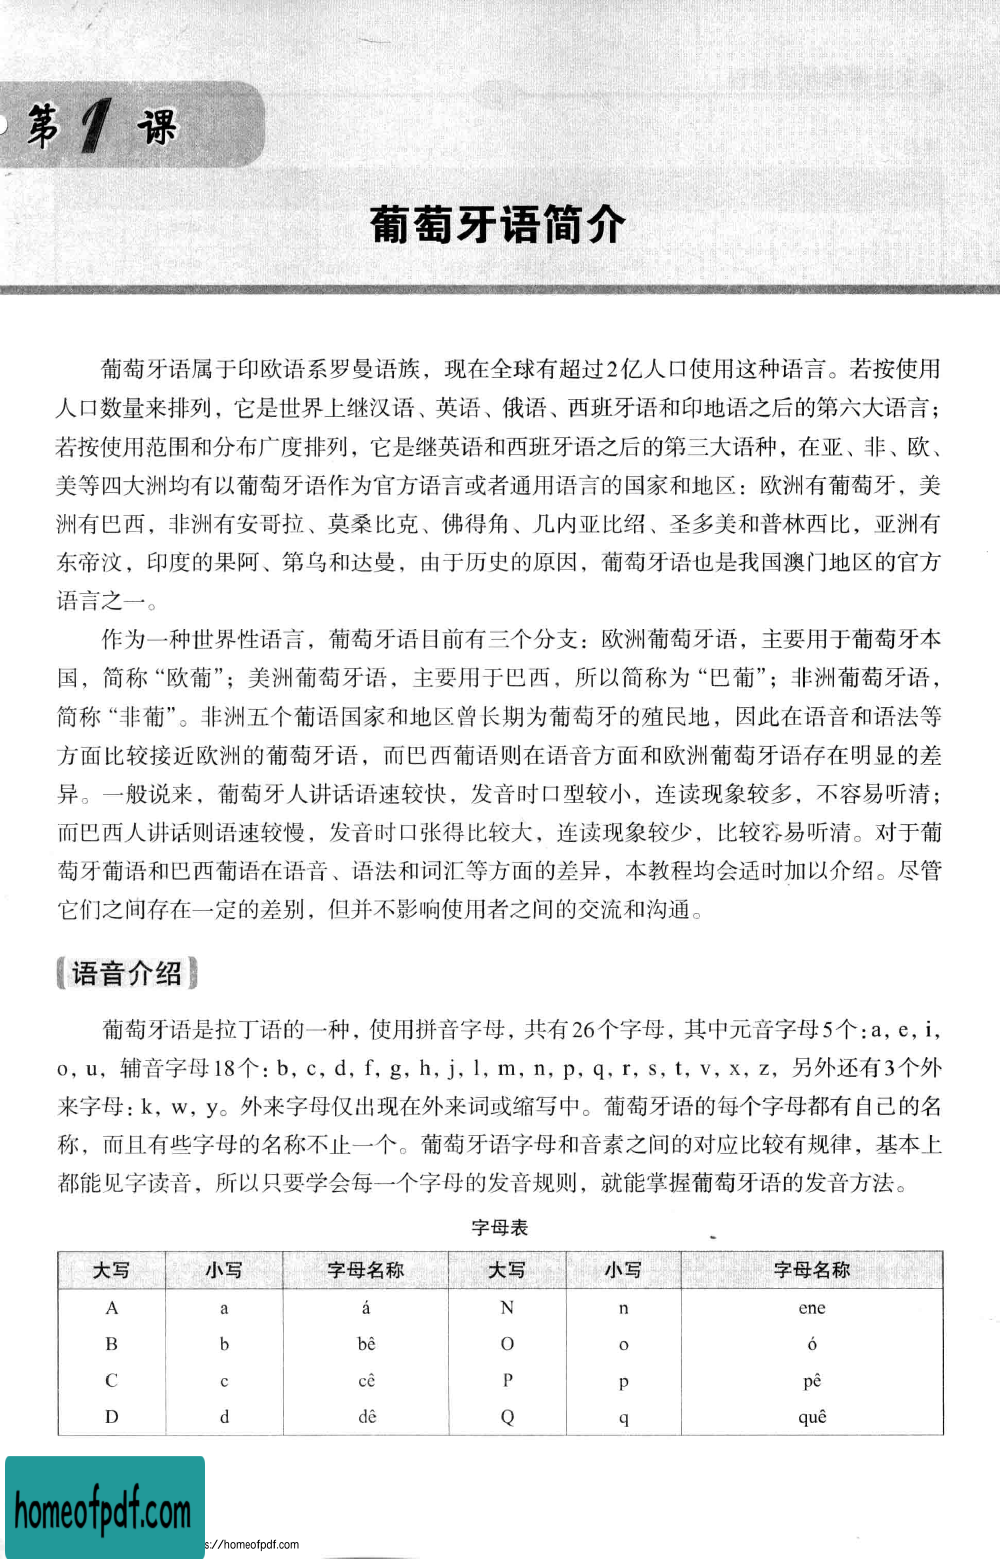 第1课
葡萄牙语简介
葡萄牙语属于印欧语系罗曼语族，现在全球有超过2亿人口使用这种语言。若按使用
人口数量来排列，它是世界上继汉语、英语、俄语、西班牙语和印地语之后的第六大语言；
若按使用范围和分布广度排列，它是继英语和西班牙语之后的第三大语种，在亚、非、欧、
美等四大洲均有以葡萄牙语作为官方语言或者通用语言的国家和地区：欧洲有葡萄牙，美
洲有巴西，非洲有安哥拉、莫桑比克、佛得角、几内亚比绍、圣多美和普林西比，亚洲有
东帝汶，印度的果阿、第乌和达曼，由于历史的原因，葡萄牙语也是我国澳门地区的官方
语言之一。
作为一种世界性语言，葡萄牙语目前有三个分支：欧洲葡萄牙语，主要用于葡萄牙本
国，简称“欧葡”；美洲葡萄牙语，主要用于巴西，所以简称为“巴葡”；非洲葡萄牙语，
简称“非葡”。非洲五个葡语国家和地区曾长期为葡萄牙的殖民地，因此在语音和语法等
方面比较接近欧洲的葡萄牙语，而巴西葡语则在语音方面和欧洲葡萄牙语存在明显的差
异。一般说来，葡萄牙人讲话语速较快，发音时口型较小，连读现象较多，不容易听清；
而巴西人讲话则语速较慢，发音时口张得比较大，连读现象较少，比较容易听清。对于葡
萄牙葡语和巴西葡语在语音、语法和词汇等方面的差异，本教程均会适时加以介绍。尽管
它们之间存在一定的差别，但并不影响使用者之间的交流和沟通。
语音介绍
葡萄牙语是拉丁语的一种，使用拼音字母，共有26个字母，其中元音字母5个：a, e, i,
o, u，辅音字母18个：b, c, d, f, g, h, j, l, m, n, p, q, r, s, t, v, x, z，另外还有3个外
来字母：k, w, y。外来字母仅出现在外来词或缩写中。葡萄牙语的每个字母都有自己的名
称，而且有些字母的名称不止一个。葡萄牙语字母和音素之间的对应比较有规律，基本上
都能见字读音，所以只要学会每一个字母的发音规则，就能掌握葡萄牙语的发音方法。
字母表
大写 小写 字母名称 大写 小写 字母名称
A a á N n ene
B b bê O o ó
C c cê P p pê
D d dê Q q quê
homeofpdf.com
s://homeofpdf.com